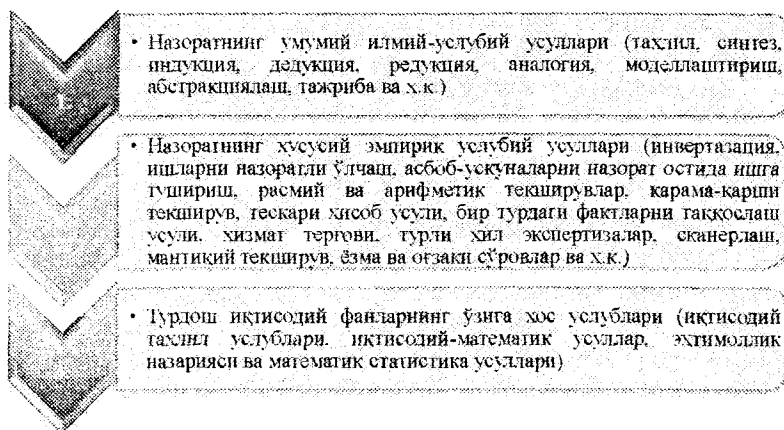 • Назоратнинг умумий илмий-услубий усуллари (таҳлил, синтез,
индукция, дедукция, редукция, аналогия, моделлаштириш,
абстракциялаш, тажриба ва ҳ.к.)
• Назоратнинг хусусий эмпирик услубий усуллари (инвертазация,
ишларни назоратли ўлчаш, асбоб-ускуналарни назорат остида ишга
тушириш, расмий ва арифметик текширувлар, қарама-қарши
текширув, тескари ҳисоб усули, бир турдаги фактларни таққослаш
усули, хизмат тергови, турли хил экспертизалар, сканерлаш,
мантиқий текширув, ёзма ва оғзаки сўровлар ва ҳ.к.)
• Турдош иқтисодий фанларнинг ўзига хос услублари (иқтисодий
таҳлил услублари, иқтисодий-математик усуллар, эҳтимоллик
назарияси ва математик статистика усуллари)